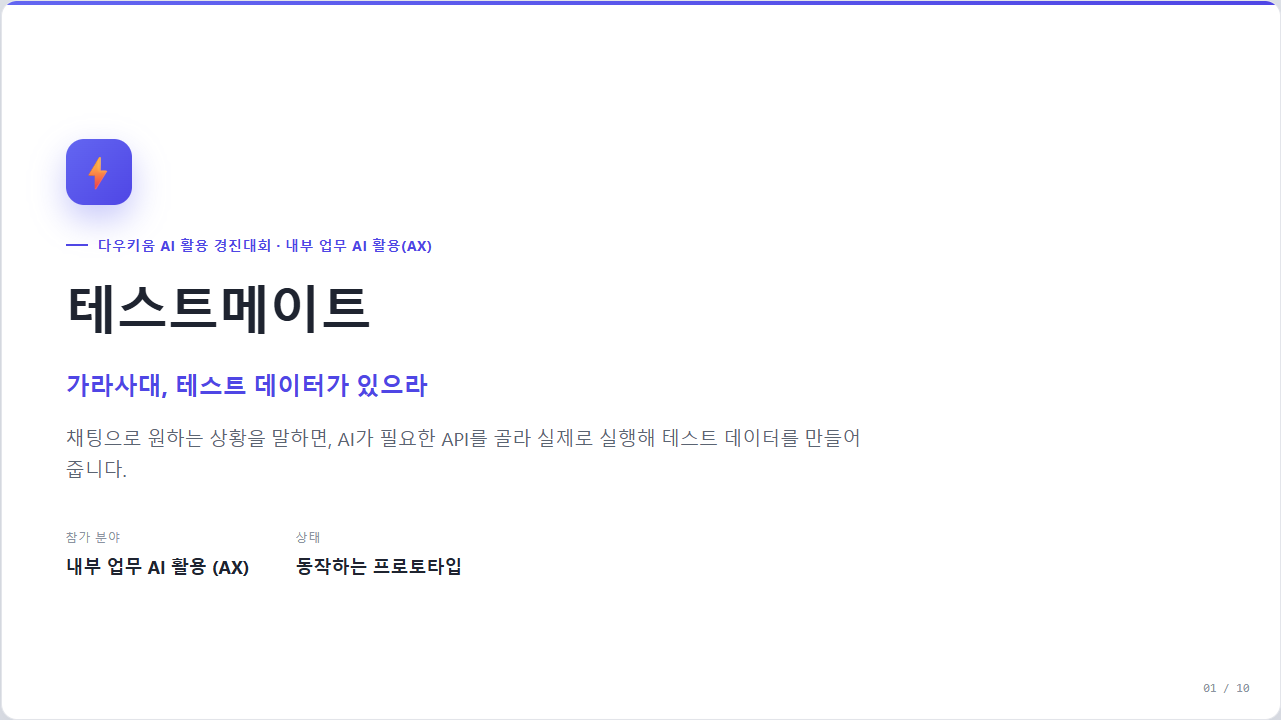 다우키움 AI 활용 경진대회 · 내부 업무 AI 활용(AX)
테스트메이트
가라사대, 테스트 데이터가 있으라
채팅으로 원하는 상황을 말하면, AI가 필요한 API를 골라 실제로 실행해 테스트 데이터를 만들어
줍니다.
참가 분야
상태
내부 업무 AI 활용 (AX)
동작하는 프로토타입
01 / 10